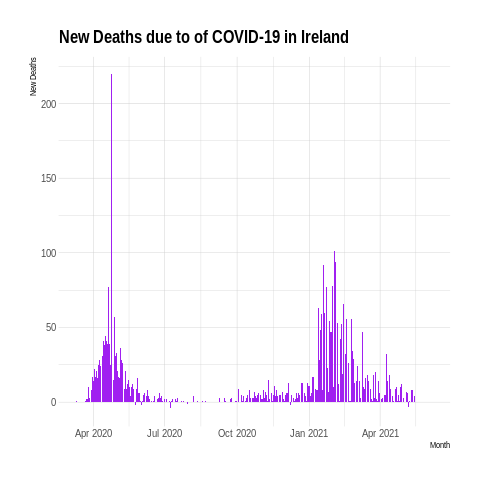 New Deaths due to of COVID-19 in Ireland
New Deaths
200
150
100
50
0
Apr 2020 Jul 2020 Oct 2020 Jan 2021 Apr 2021
Month